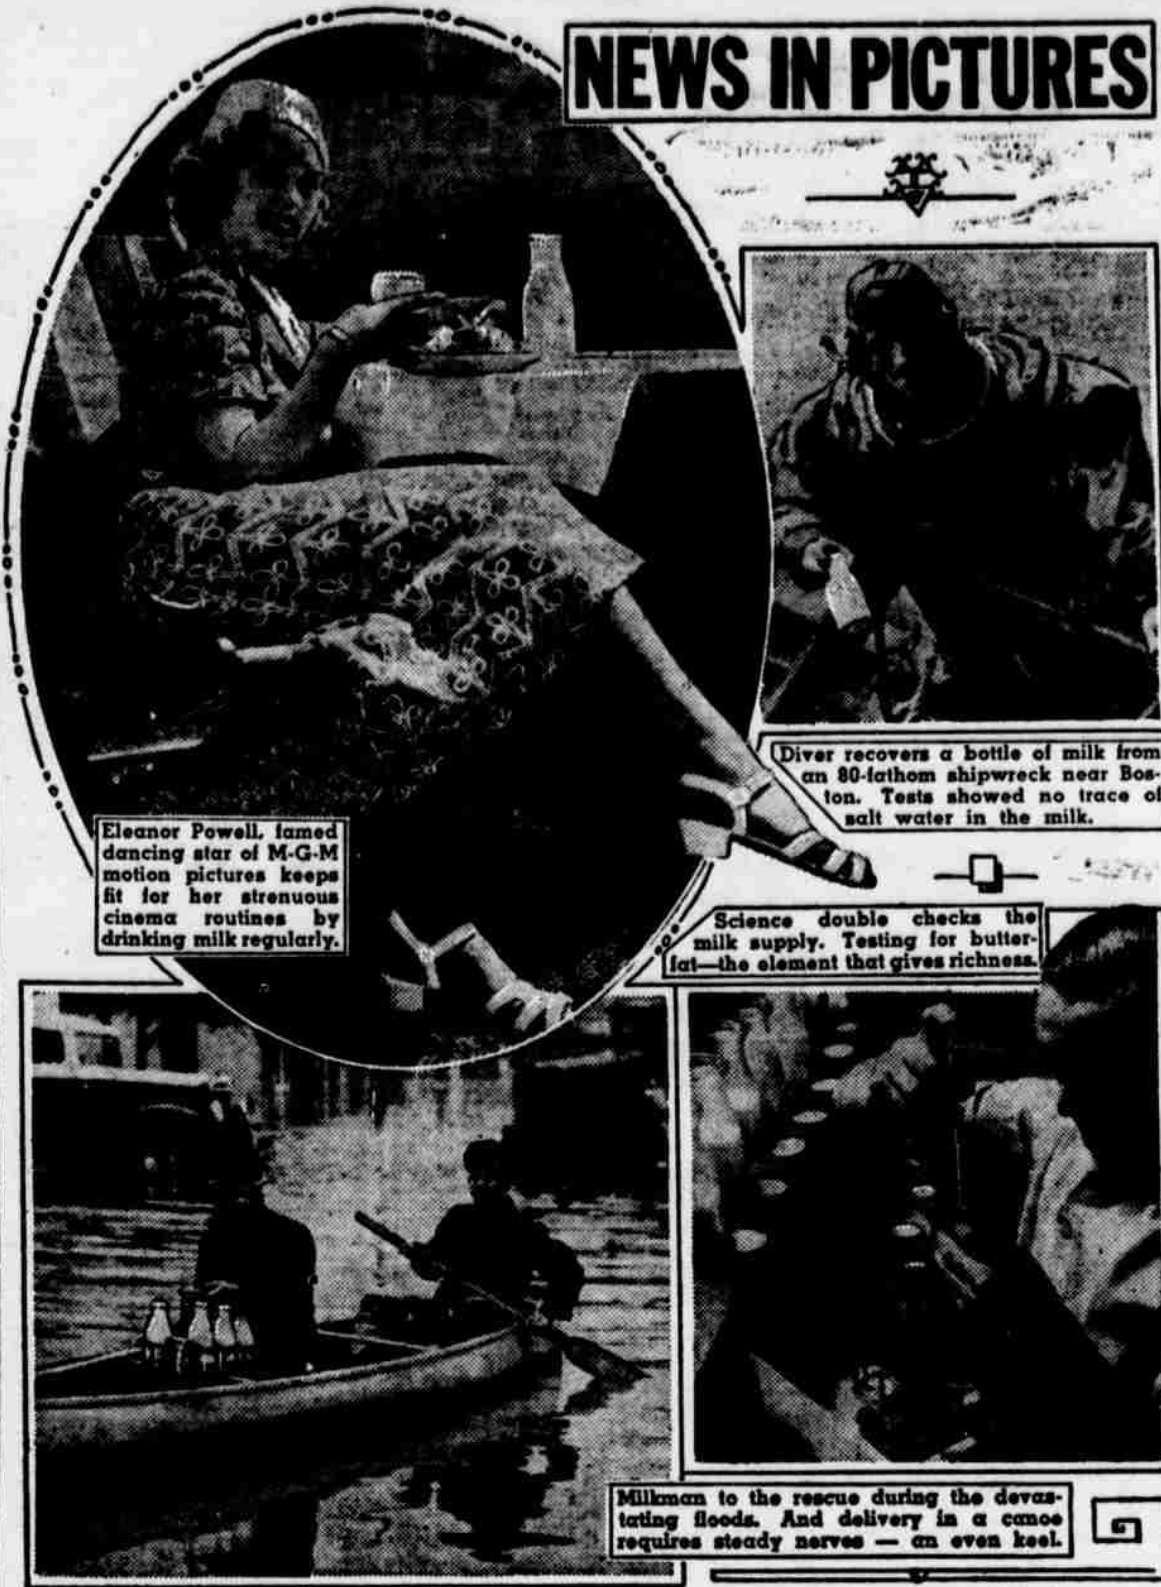 NEWS IN PICTURES
Diver recovers a bottle of milk from
an 80-fathom shipwreck near Bos-
ton. Tests showed no trace of
salt water in the milk.
Eleanor Powell, famed
dancing star of M-G-M
motion pictures keeps
fit for her strenuous
cinema routines by
drinking milk regularly.
Science double checks the
milk supply. Testing for butter-
fat—the element that gives richness.
Milkman to the rescue during the devas-
tating floods. And delivery in a canoe
requires steady nerves — an even keel.